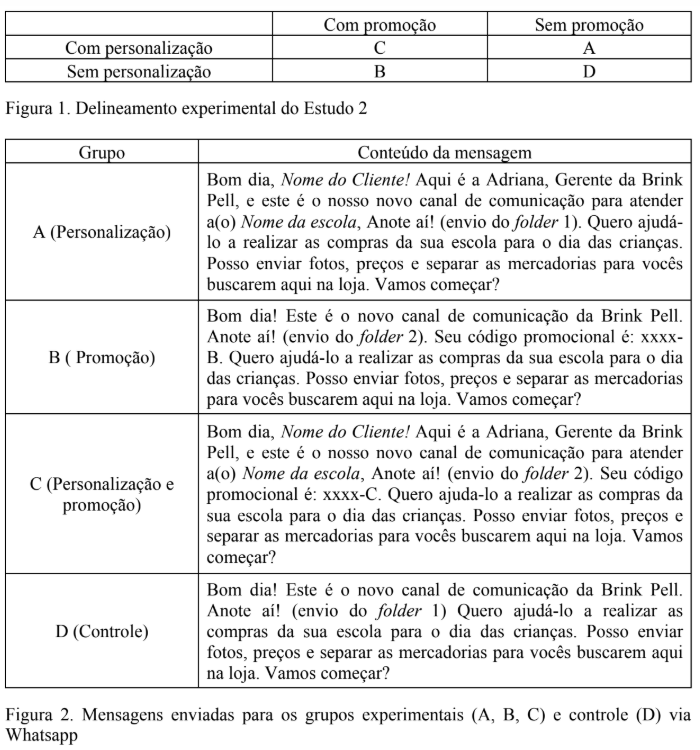 Com promoção Sem promoção
Com personalização C A
Sem personalização B D
Figura 1. Delineamento experimental do Estudo 2
Grupo Conteúdo da mensagem
A (Personalização)
Bom dia, Nome do Cliente! Aqui é a Adriana, Gerente da Brink
Pell, e este é o nosso novo canal de comunicação para atender
a(o) Nome da escola, Anote aí! (envio do folder 1). Quero ajudá-
lo a realizar as compras da sua escola para o dia das crianças.
Posso enviar fotos, preços e separar as mercadorias para vocês
buscarem aqui na loja. Vamos começar?
B ( Promoção)
Bom dia! Este é o novo canal de comunicação da Brink Pell.
Anote aí! (envio do folder 2). Seu código promocional é: xxxx-
B. Quero ajudá-lo a realizar as compras da sua escola para o dia
das crianças. Posso enviar fotos, preços e separar as mercadorias
para vocês buscarem aqui na loja. Vamos começar?
C (Personalização e
promoção)
Bom dia, Nome do Cliente! Aqui é a Adriana, Gerente da Brink
Pell, e este é o nosso novo canal de comunicação para atender
a(o) Nome da escola, Anote aí! (envio do folder 2). Seu código
promocional é: xxxx-C. Quero ajuda-lo a realizar as compras da
sua escola para o dia das crianças. Posso enviar fotos, preços e
separar as mercadorias para vocês buscarem aqui na loja. Vamos
começar?
D (Controle)
Bom dia! Este é o novo canal de comunicação da Brink Pell.
Anote aí! (envio do folder 1) Quero ajudá-lo a realizar as
compras da sua escola para o dia das crianças. Posso enviar
fotos, preços e separar as mercadorias para vocês buscarem aqui
na loja. Vamos começar?
Figura 2. Mensagens enviadas para os grupos experimentais (A, B, C) e controle (D) via
Whatsapp